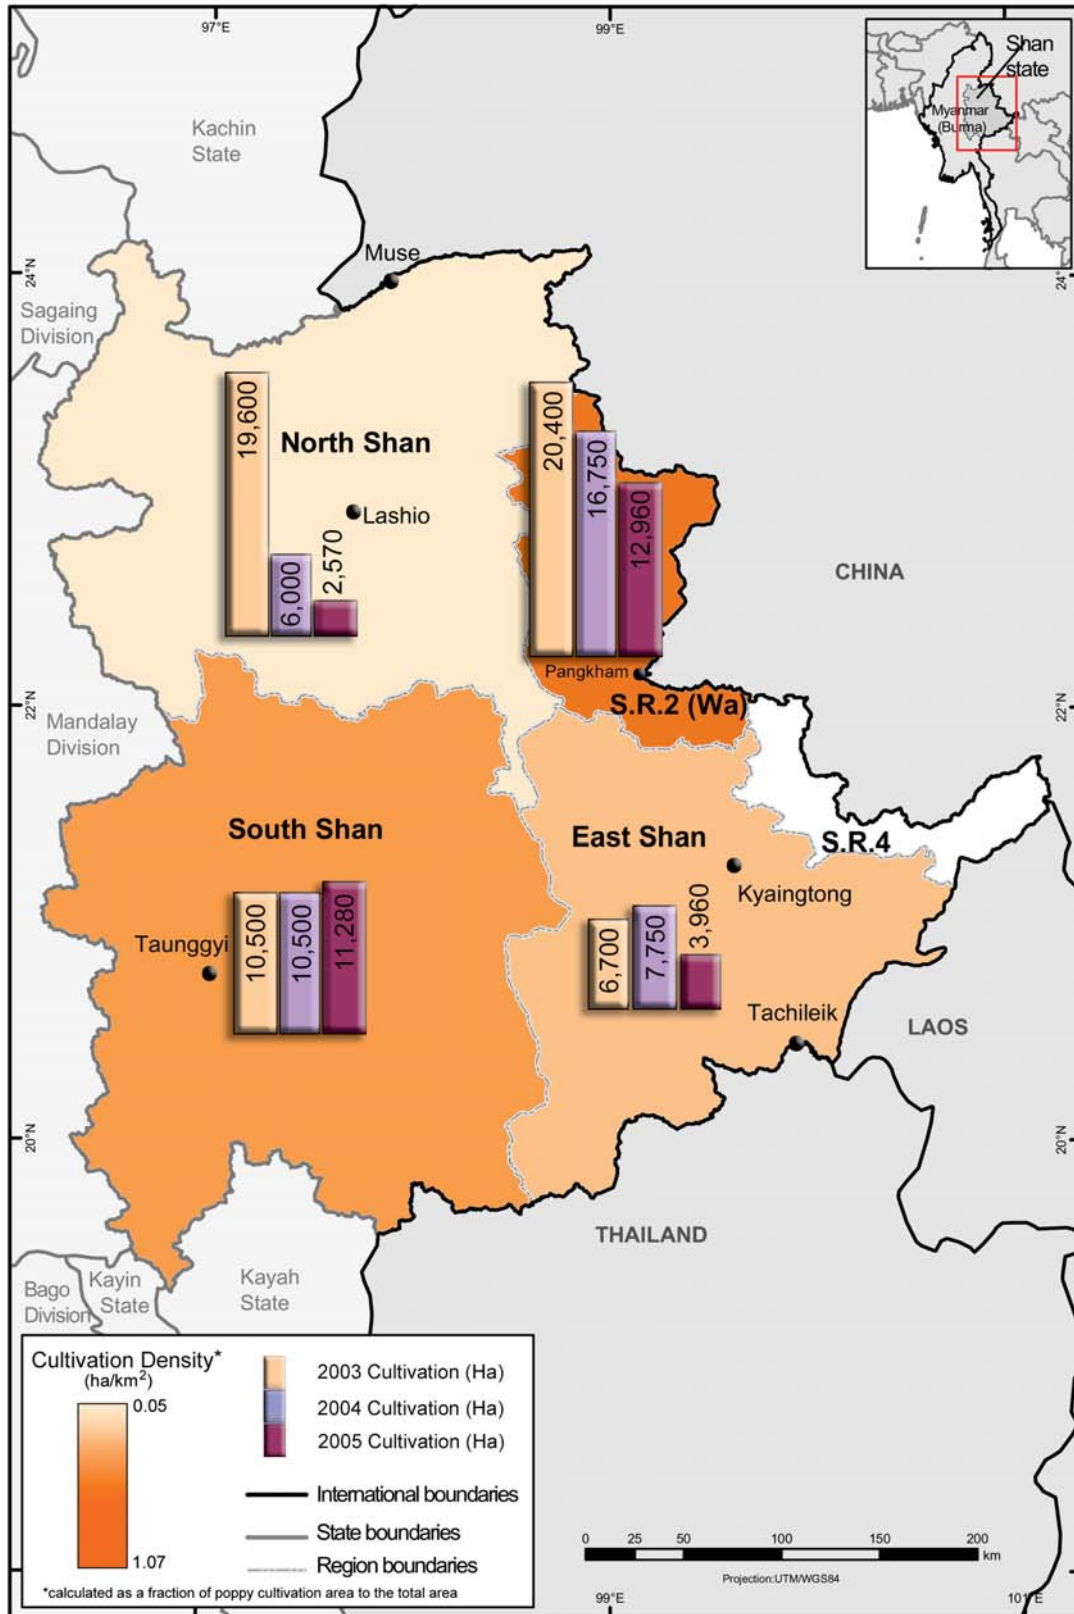 97°E
99°E
Shan
state
Myanmar
(Burma)
Kachin
State
Muse
24°N
24°
Sagaing
Division
19,600
6,000
2,570
North Shan
Lashio
20,400
16,750
12,960
CHINA
Pangkham
S.R.2 (Wa)
22°N
22°N
Mandalay
Division
South Shan
East Shan
S.R.4
Kyaingtong
Taunggyi
10,500
10,500
11,280
6,700
7,750
3,960
Tachileik
LAOS
20°N
20°N
THAILAND
Bago
Division
Kayin
State
Kayah
State
Cultivation Density*
(ha/km²)
0.05
1.07
2003 Cultivation (Ha)
2004 Cultivation (Ha)
2005 Cultivation (Ha)
International boundaries
State boundaries
Region boundaries
*calculated as a fraction of poppy cultivation area to the total area
0 25 50 100 150 200
km
Projection:UTM/WGS84
99°E
101°E